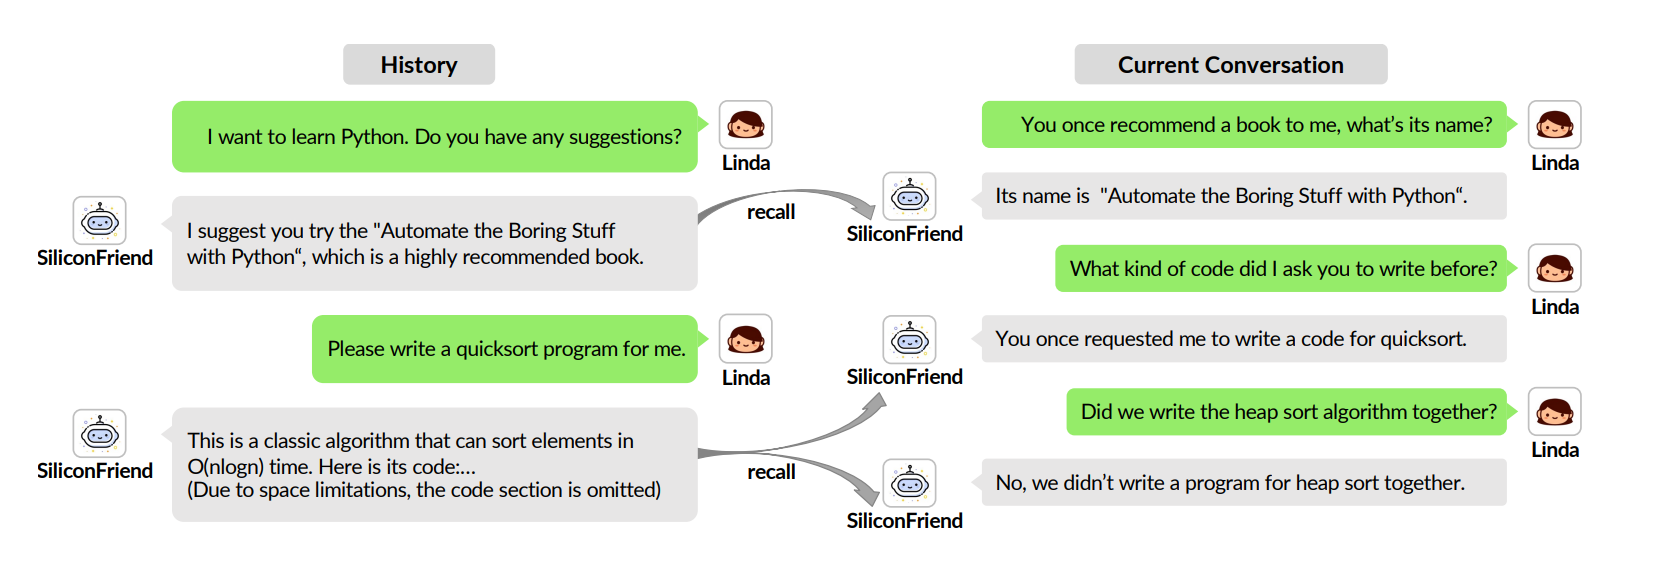 History
I want to learn Python. Do you have any suggestions?
Linda
SiliconFriend
I suggest you try the "Automate the Boring Stuff
with Python“, which is a highly recommended book.
Please write a quicksort program for me.
Linda
SiliconFriend
This is a classic algorithm that can sort elements in
O(nlogn) time. Here is its code:...
(Due to space limitations, the code section is omitted)
recall
recall
Current Conversation
You once recommend a book to me, what’s its name?
Linda
SiliconFriend
Its name is "Automate the Boring Stuff with Python“.
What kind of code did I ask you to write before?
Linda
SiliconFriend
You once requested me to write a code for quicksort.
Did we write the heap sort algorithm together?
Linda
SiliconFriend
No, we didn’t write a program for heap sort together.